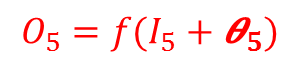 O₅ = f(I₅ + θ₅)